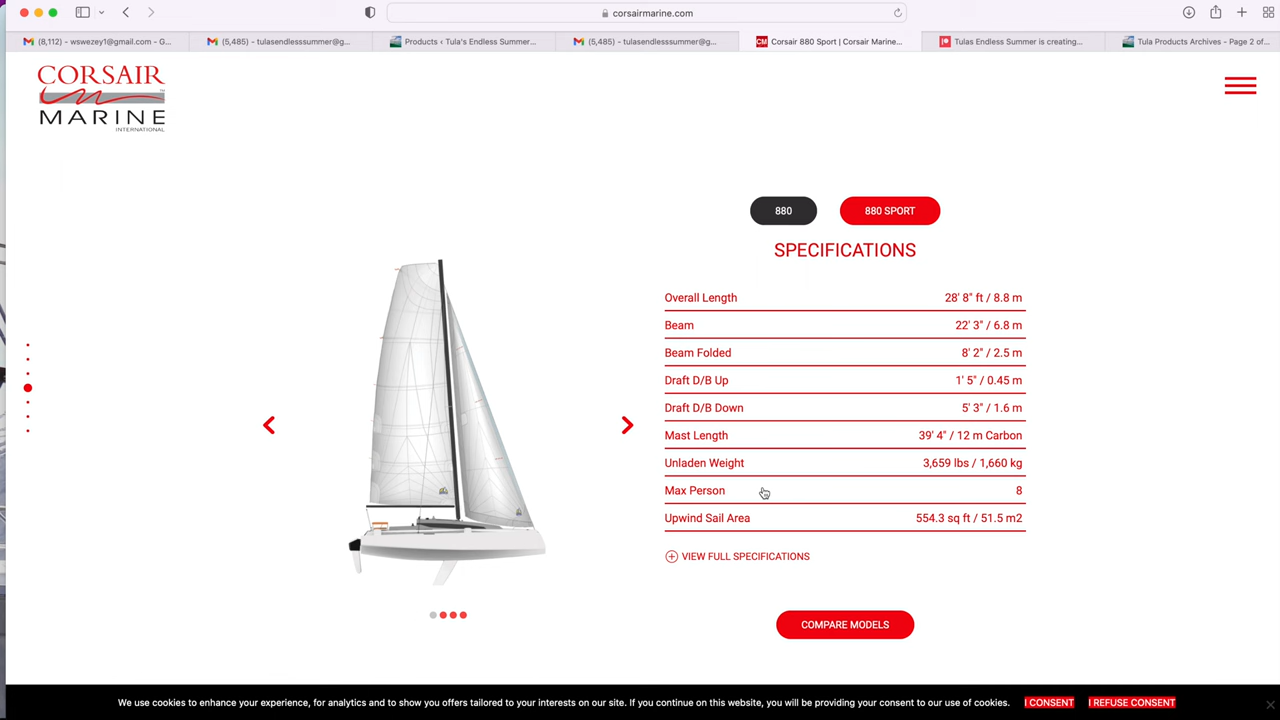 corsairmarine.com
(8,112) - wswezey1@gmail.com - G...
(5,485) - tulasendlesssummer@g...
Products ‹ Tula's Endless Summer...
(5,485) - tulasendlesssummer@g...
CM
Corsair 880 Sport | Corsair Marine...
Tulas Endless Summer is creating...
Tula Products Archives - Page 2 of...
CORSAIR
MARINE
INTERNATIONAL
880
880 SPORT
SPECIFICATIONS
Overall Length 28' 8" ft / 8.8 m
Beam 22' 3" / 6.8 m
Beam Folded 8' 2" / 2.5 m
Draft D/B Up 1' 5" / 0.45 m
Draft D/B Down 5' 3" / 1.6 m
Mast Length 39' 4" / 12 m Carbon
Unladen Weight 3,659 lbs / 1,660 kg
Max Person 8
Upwind Sail Area 554.3 sq ft / 51.5 m2
VIEW FULL SPECIFICATIONS
COMPARE MODELS
We use cookies to enhance your experience, for analytics and to show you offers tailored to your interests on our site. If you continue on this website, you will be providing your consent to our use of cookies.
I CONSENT
I REFUSE CONSENT